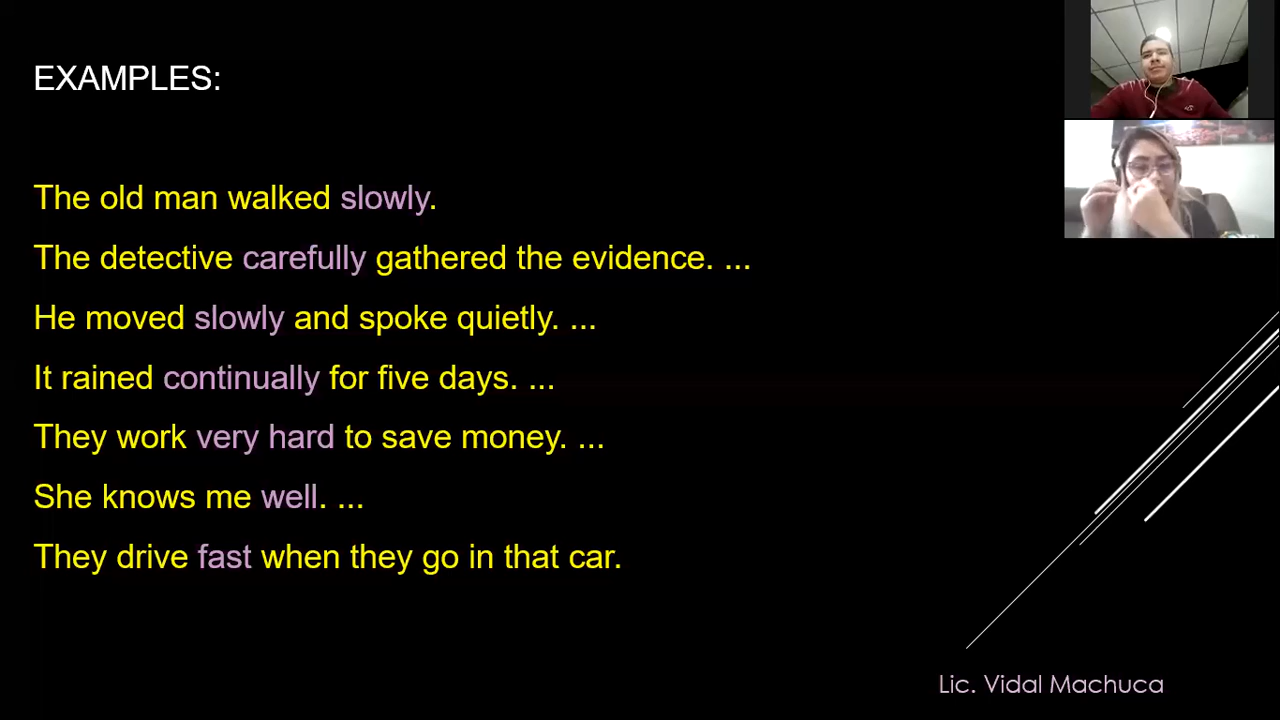 EXAMPLES:
The old man walked slowly.
The detective carefully gathered the evidence. ...
He moved slowly and spoke quietly. ...
It rained continually for five days. ...
They work very hard to save money. ...
She knows me well. ...
They drive fast when they go in that car.
Lic. Vidal Machuca